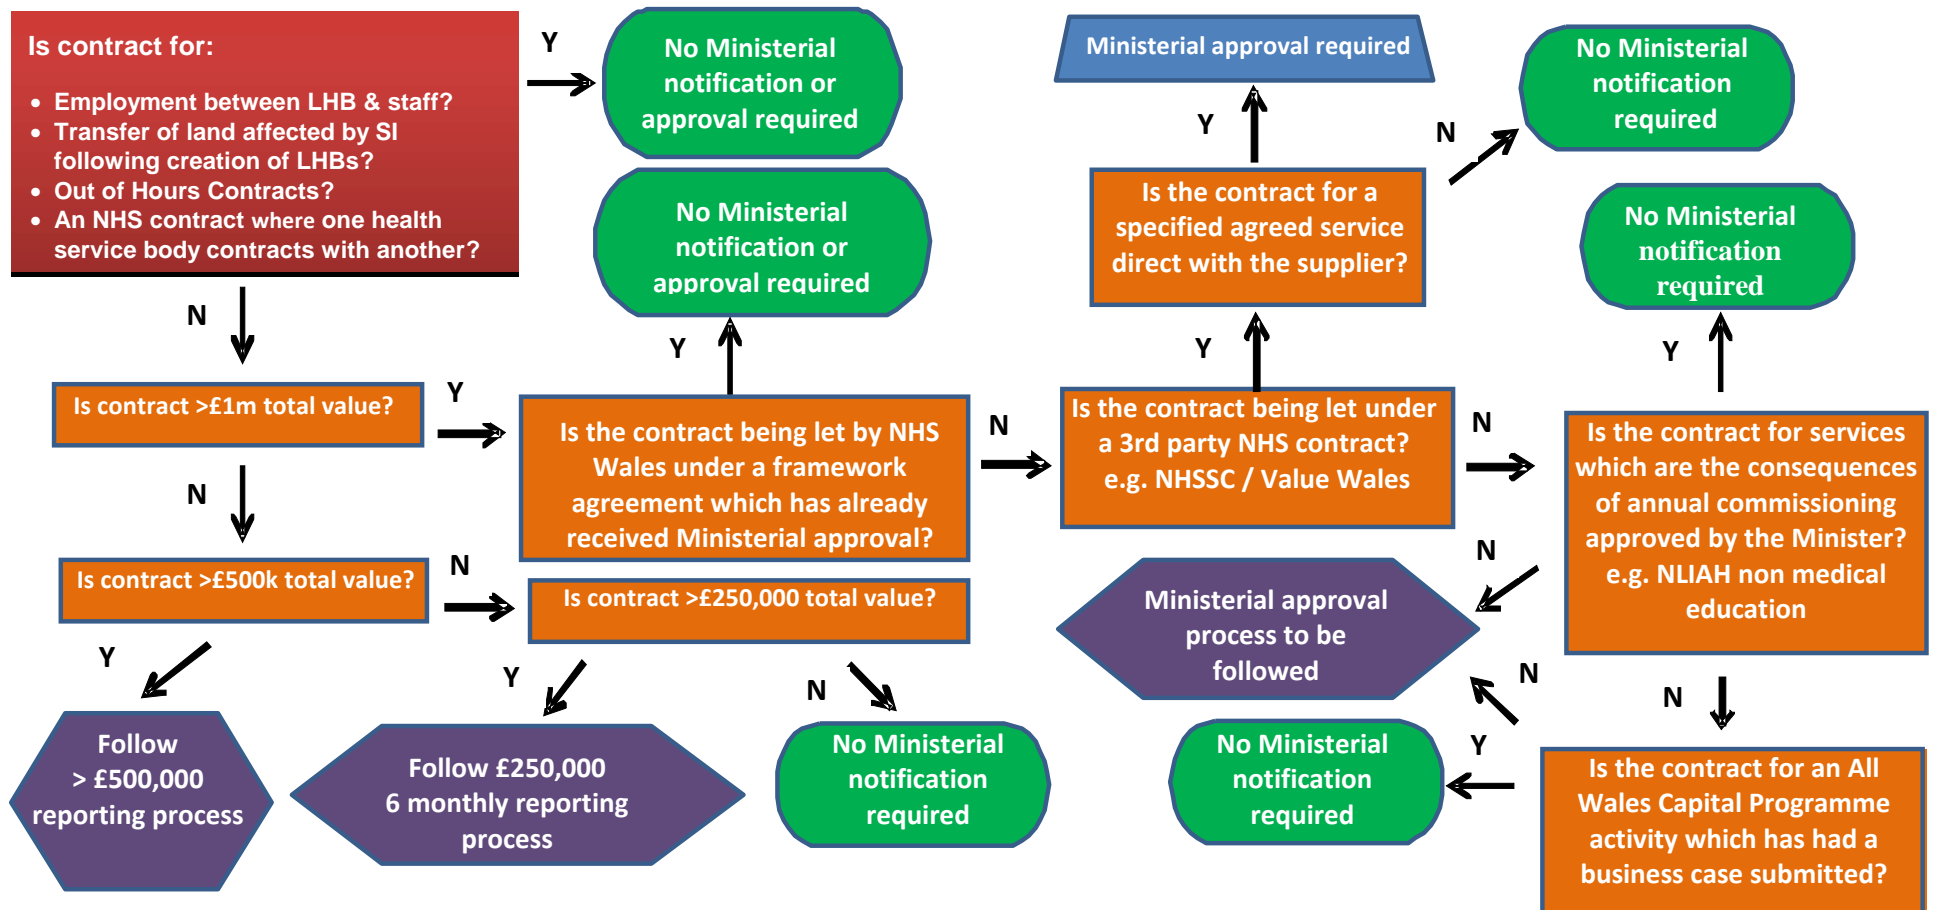 Is contract for:
• Employment between LHB & staff?
• Transfer of land affected by SI
following creation of LHBs?
• Out of Hours Contracts?
• An NHS contract where one health
service body contracts with another?
Y
No Ministerial
notification or
approval required
N
Is contract >£1m total value?
Y
N
Is contract >£500k total value?
N
Y
Follow
> £500,000
reporting process
No Ministerial
notification or
approval required
Y
Is the contract being let by NHS
Wales under a framework
agreement which has already
received Ministerial approval?
N
Is contract >£250,000 total value?
Y
N
Follow £250,000
6 monthly reporting
process
No Ministerial
notification
required
Ministerial approval required
Y
N
No Ministerial
notification
required
Is the contract for a
specified agreed service
direct with the supplier?
Y
Is the contract being let under
a 3rd party NHS contract?
e.g. NHSSC / Value Wales
N
No Ministerial
notification
required
Y
Is the contract for services
which are the consequences
of annual commissioning
approved by the Minister?
e.g. NLIAH non medical
education
N
Ministerial approval
process to be
followed
N
N
Y
No Ministerial
notification
required
Is the contract for an All
Wales Capital Programme
activity which has had a
business case submitted?